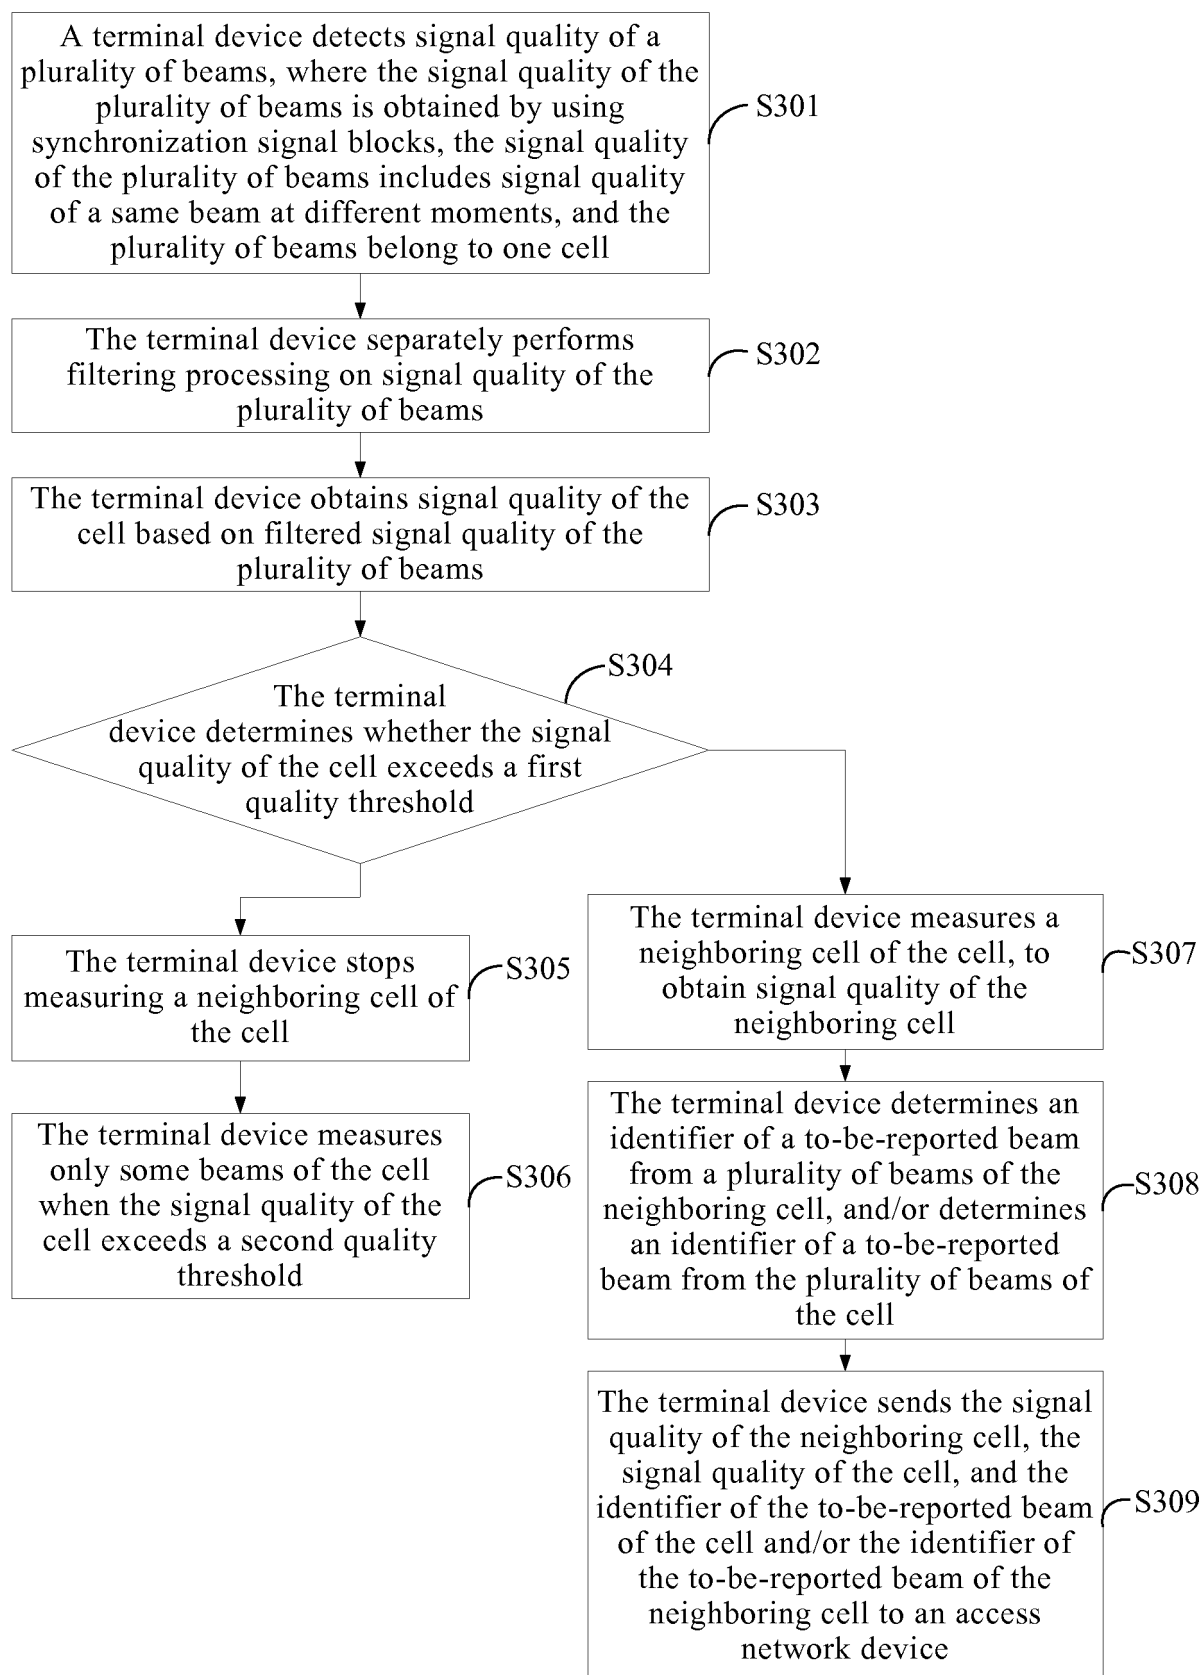 A terminal device detects signal quality of a
plurality of beams, where the signal quality of the
plurality of beams is obtained by using
synchronization signal blocks, the signal quality
of the plurality of beams includes signal quality
of a same beam at different moments, and the
plurality of beams belong to one cell
S301
The terminal device separately performs
filtering processing on signal quality of the
plurality of beams
S302
The terminal device obtains signal quality of the
cell based on filtered signal quality of the
plurality of beams
S303
The terminal
device determines whether the signal
quality of the cell exceeds a first
quality threshold
S304
The terminal device stops
measuring a neighboring cell of
the cell
S305
The terminal device measures
only some beams of the cell
when the signal quality of the
cell exceeds a second quality
threshold
S306
The terminal device measures a
neighboring cell of the cell, to
obtain signal quality of the
neighboring cell
S307
The terminal device determines an
identifier of a to-be-reported beam
from a plurality of beams of the
neighboring cell, and/or determines
an identifier of a to-be-reported
beam from the plurality of beams of
the cell
S308
The terminal device sends the signal
quality of the neighboring cell, the
signal quality of the cell, and the
identifier of the to-be-reported beam
of the cell and/or the identifier of
the to-be-reported beam of the
neighboring cell to an access
network device
S309